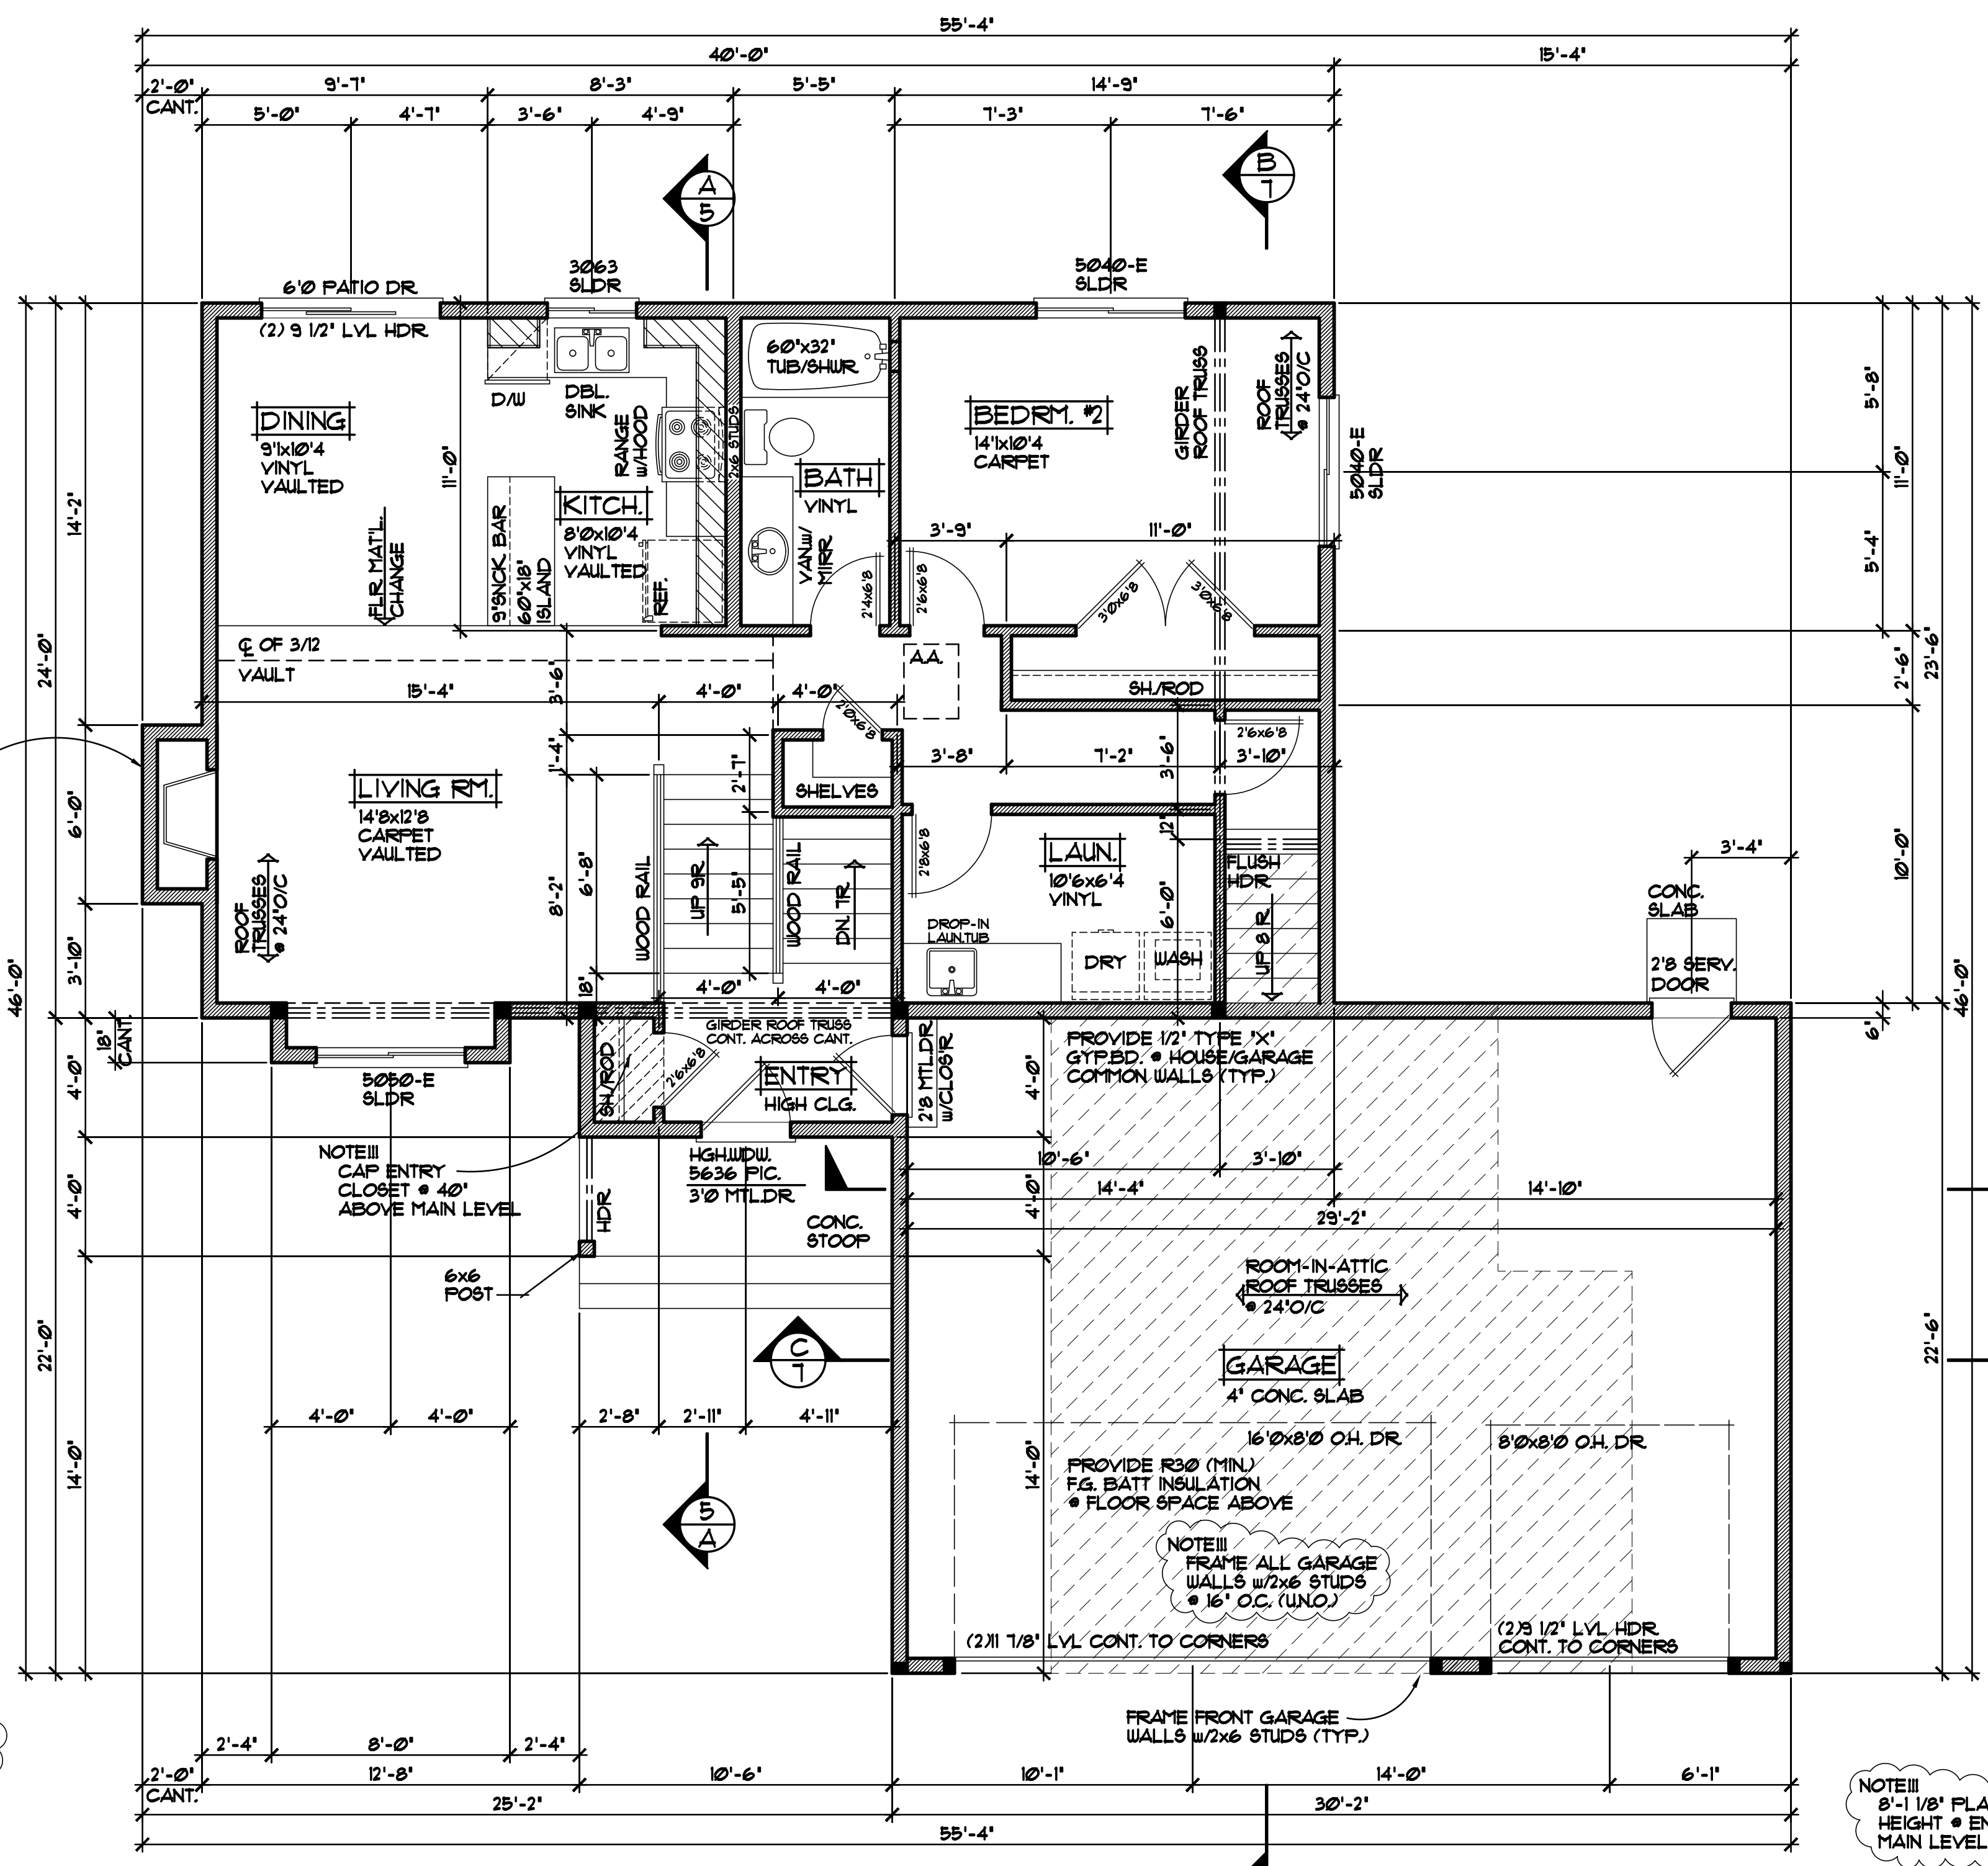 55'-4"
40'-0" 15'-4"
2'-0" 9'-7" 8'-3" 5'-5" 14'-9"
CANT. 5'-0" 4'-7" 3'-6" 4'-9" 7'-3" 7'-6"
A
5
B
7
6'0 PATIO DR.
3063
SLDR
5040-E
SLDR
(2) 9 1/2" LVL HDR.
60"x32"
TUB/SHWR
D/W
DBL.
SINK
RANGE
w/HOOD
2x6 STUDS
DINING
9'1x10'4
VINYL
VAULTED
11'-0"
KITCH.
8'0x10'4
VINYL
VAULTED
9"SNCK BAR
60"x18"
ISLAND
REF.
FLR. MAT'L.
CHANGE
BATH
VINYL
VAN.w/
MIRR
2'4x6'8
2'6x6'8
BEDRM. #2
14'1x10'4
CARPET
GIRDER
ROOF TRUSS
ROOF
TRUSSES
@ 24"O/C
5040-E
SLDR
3'-9" 11'-0"
3'0x6'8
3'0x6'8
SH./ROD
A.A.
℄ OF 3/12
VAULT
15'-4" 4'-0" 4'-0"
3'-6"
1'-4"
8'-2"
6'-8"
18"
2'-7"
5'-5"
2'0x6'8
SHELVES
3'-8" 7'-2" 3'-10"
3'-6"
12"
6'-0"
2'6x6'8
LIVING RM.
14'8x12'8
CARPET
VAULTED
ROOF
TRUSSES
@ 24"O/C
WOOD RAIL
UP 9R
WOOD RAIL
DN. 7R
4'-0" 4'-0"
2'8x6'8
LAUN.
10'6x6'4
VINYL
DROP-IN
LAUN.TUB
DRY
WASH
FLUSH
HDR.
UP 8 R.
14'-2"
6'-0"
3'-10"
4'-0"
4'-0"
14'-0"
24'-0"
22'-0"
46'-0"
18"
CANT.
5'-8"
5'-4"
11'-0"
2'-6"
10'-0"
23'-6"
6"
22'-6"
46'-0"
3'-4"
CONC.
SLAB
2'8 SERV.
DOOR
5050-E
SLDR
SH./ROD
2'6x6'8
GIRDER ROOF TRUSS
CONT. ACROSS CANT.
ENTRY
HIGH CLG.
2'8 MTL.DR.
w/CLOS'R
PROVIDE 1/2" TYPE "X"
GYP.BD. @ HOUSE/GARAGE
COMMON WALLS (TYP.)
NOTE!!!
CAP ENTRY
CLOSET @ 40"
ABOVE MAIN LEVEL
HGH.WDW.
5636 PIC.
3'0 MTL.DR.
HDR
CONC.
STOOP
6x6
POST
4'-0"
4'-0"
14'-0"
10'-6" 3'-10"
14'-4" 14'-10"
29'-2"
ROOM-IN-ATTIC
ROOF TRUSSES
@ 24"O/C
GARAGE
4" CONC. SLAB
C
7
4'-0" 4'-0" 2'-8" 2'-11" 4'-11"
16'0x8'0 O.H. DR.
8'0x8'0 O.H. DR.
PROVIDE R30 (MIN.)
F.G. BATT INSULATION
@ FLOOR SPACE ABOVE
5
A
NOTE!!!
FRAME ALL GARAGE
WALLS w/2x6 STUDS
@ 16" O.C. (U.N.O.)
(2)11 7/8" LVL CONT. TO CORNERS
(2)9 1/2" LVL HDR.
CONT. TO CORNERS
FRAME FRONT GARAGE
WALLS w/2x6 STUDS (TYP.)
2'-4" 8'-0" 2'-4"
2'-0" 12'-8" 10'-6" 10'-1" 14'-0" 6'-1"
CANT.
25'-2" 30'-2"
55'-4"
NOTE!!!
8'-1 1/8" PLA
HEIGHT @ EN
MAIN LEVEL